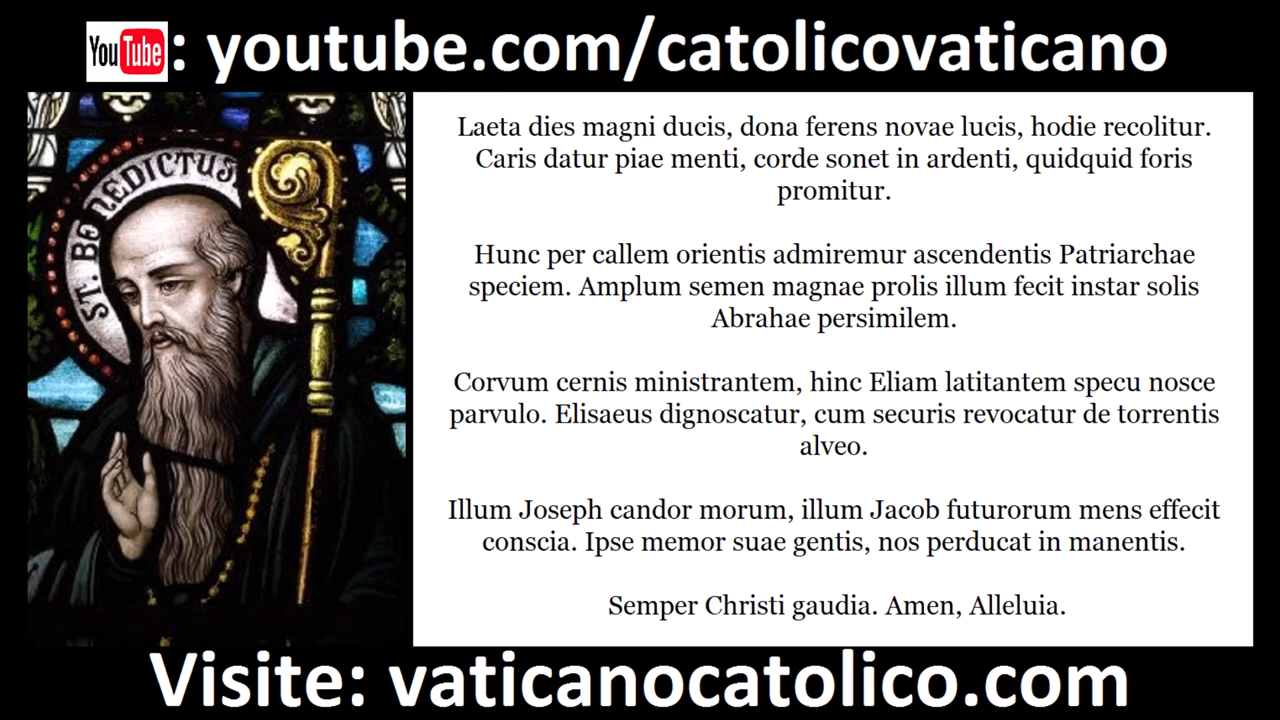 YouTube : youtube.com/catolicovaticano
ST. BENEDICTUS
Laeta dies magni ducis, dona ferens novae lucis, hodie recolitur.
Caris datur piae menti, corde sonet in ardenti, quidquid foris
promitur.
Hunc per callem orientis admiremur ascendentis Patriarchae
speciem. Amplum semen magnae prolis illum fecit instar solis
Abrahae persimilem.
Corvum cernis ministrantem, hinc Eliam latitantem specu nosce
parvulo. Elisaeus dignoscatur, cum securis revocatur de torrentis
alveo.
Illum Joseph candor morum, illum Jacob futurorum mens effecit
conscia. Ipse memor suae gentis, nos perducat in manentis.
Semper Christi gaudia. Amen, Alleluia.
Visite: vaticanocatolico.com